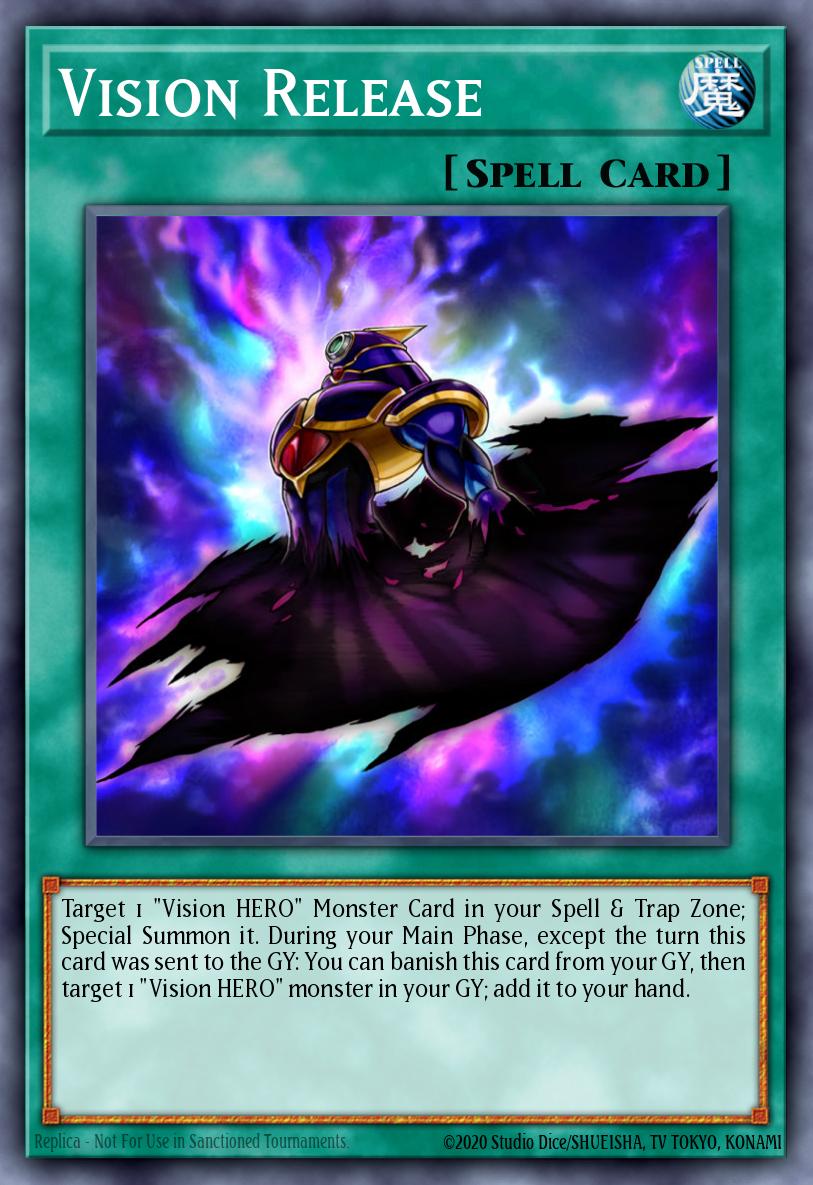 Vision Release
SPELL
魔
[ Spell Card ]
Target 1 "Vision HERO" Monster Card in your Spell & Trap Zone;
Special Summon it. During your Main Phase, except the turn this
card was sent to the GY: You can banish this card from your GY, then
target 1 "Vision HERO" monster in your GY; add it to your hand.
Replica - Not For Use in Sanctioned Tournaments.
©2020 Studio Dice/SHUEISHA, TV TOKYO, KONAMI